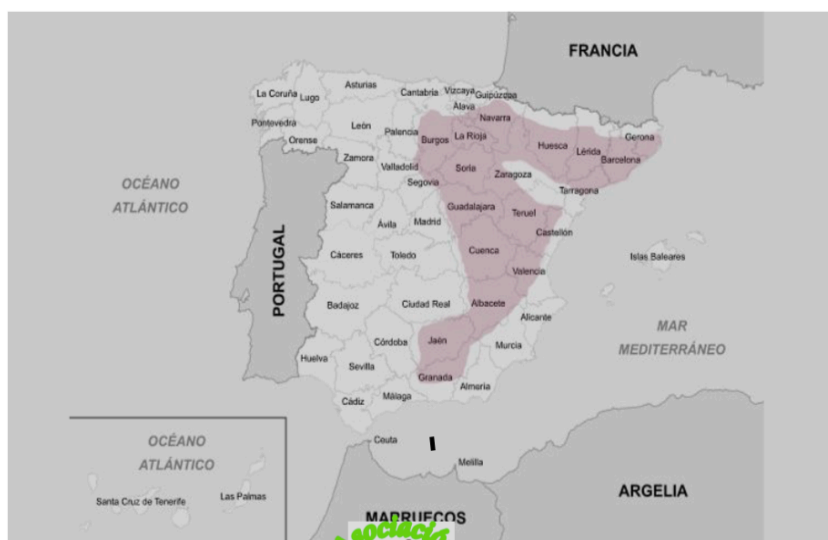 FRANCIA
Asturias
Cantabria
Vizcaya
Guipúzcoa
La Coruña
Lugo
Álava
Navarra
Pontevedra
León
Palencia
Burgos
La Rioja
Gerona
Orense
Huesca
Lérida
Barcelona
Zamora
Valladolid
Soria
Zaragoza
Segovia
Tarragona
OCÉANO
ATLÁNTICO
Salamanca
Guadalajara
Teruel
Ávila
Madrid
Castellón
PORTUGAL
Cáceres
Toledo
Cuenca
Islas Baleares
Valencia
Badajoz
Ciudad Real
Albacete
Alicante
MAR
MEDITERRÁNEO
Córdoba
Jaén
Murcia
Huelva
Sevilla
Granada
Almería
Cádiz
Málaga
OCÉANO
ATLÁNTICO
Ceuta
Melilla
Santa Cruz de Tenerife
Las Palmas
ARGELIA
MARRUECOS